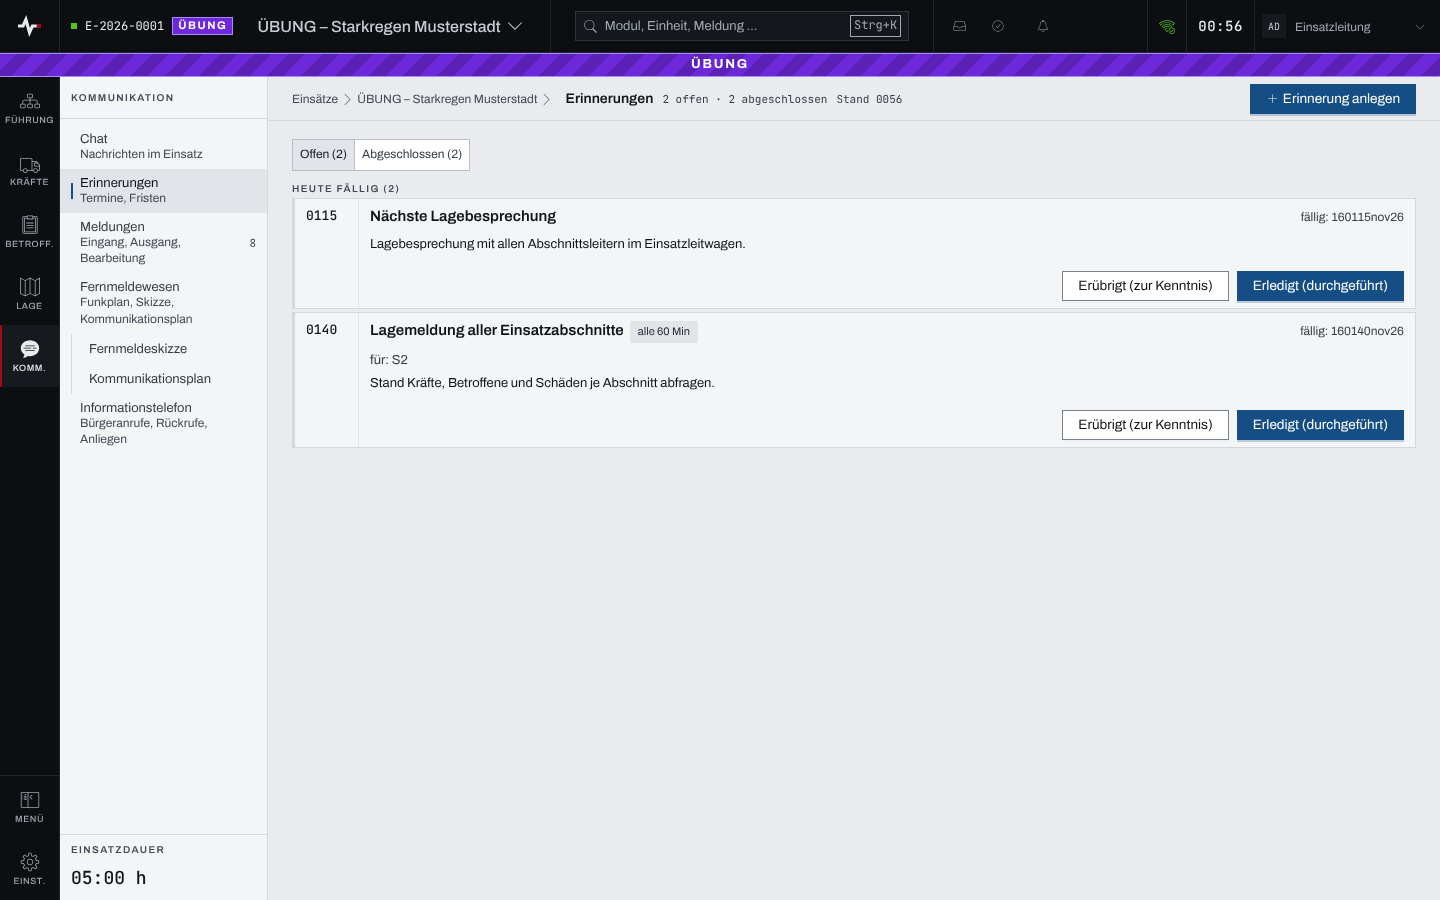 E-2026-0001 ÜBUNG ÜBUNG – Starkregen Musterstadt Modul, Einheit, Meldung ... Strg+K 00:56 AD Einsatzleitung
ÜBUNG
FÜHRUNG
KRÄFTE
BETROFF.
LAGE
KOMM.
MENÜ
EINST.
KOMMUNIKATION
Chat
Nachrichten im Einsatz
Erinnerungen
Termine, Fristen
Meldungen
Eingang, Ausgang, 8
Bearbeitung
Fernmeldewesen
Funkplan, Skizze,
Kommunikationsplan
Fernmeldeskizze
Kommunikationsplan
Informationstelefon
Bürgeranrufe, Rückrufe,
Anliegen
EINSATZDAUER
05:00 h
Einsätze ÜBUNG – Starkregen Musterstadt Erinnerungen 2 offen · 2 abgeschlossen Stand 0056 + Erinnerung anlegen
Offen (2) Abgeschlossen (2)
HEUTE FÄLLIG (2)
0115 Nächste Lagebesprechung fällig: 160115nov26
Lagebesprechung mit allen Abschnittsleitern im Einsatzleitwagen.
Erübrigt (zur Kenntnis) Erledigt (durchgeführt)
0140 Lagemeldung aller Einsatzabschnitte alle 60 Min fällig: 160140nov26
für: S2
Stand Kräfte, Betroffene und Schäden je Abschnitt abfragen.
Erübrigt (zur Kenntnis) Erledigt (durchgeführt)